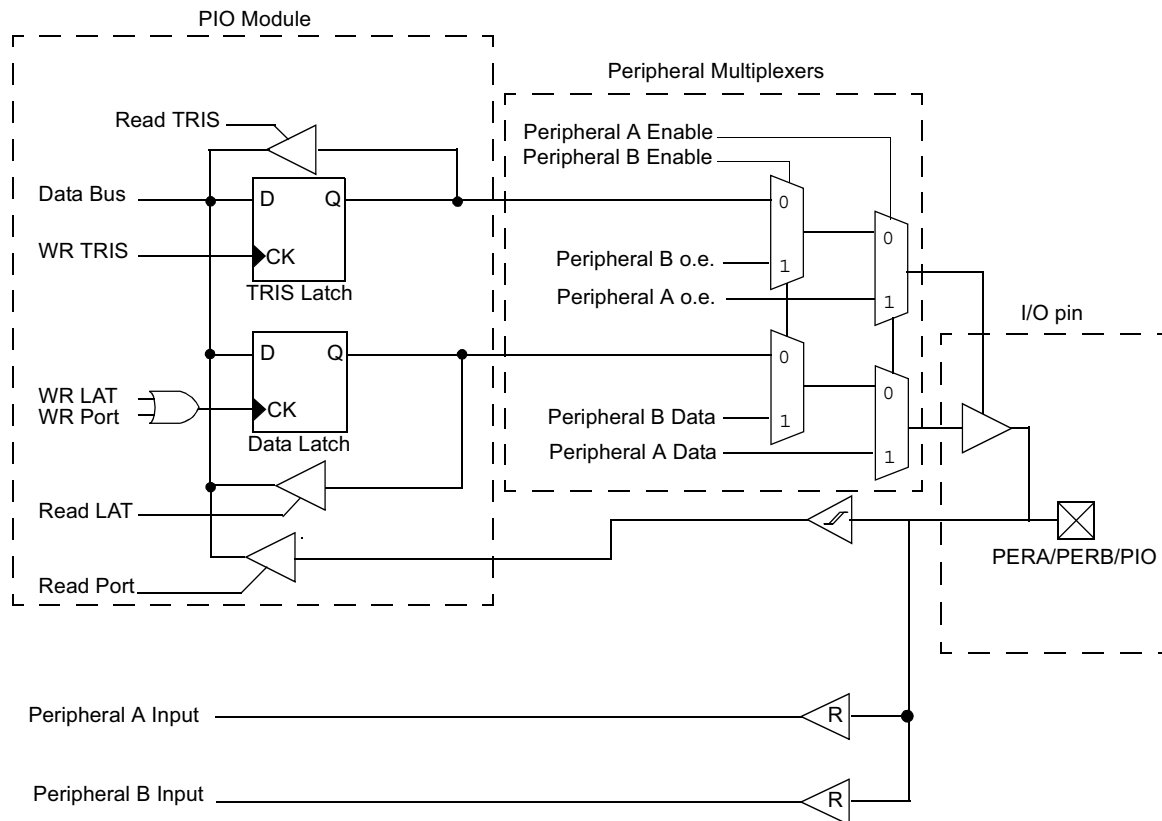 PIO Module
Peripheral Multiplexers
Read TRIS
Peripheral A Enable
Peripheral B Enable
Data Bus
D Q
0
WR TRIS
CK
0
Peripheral B o.e.
1
TRIS Latch
Peripheral A o.e.
1
I/O pin
D Q
0
WR LAT
WR Port
CK
0
Peripheral B Data
1
Data Latch
Peripheral A Data
1
Read LAT
PERA/PERB/PIO
Read Port
Peripheral A Input
R
Peripheral B Input
R